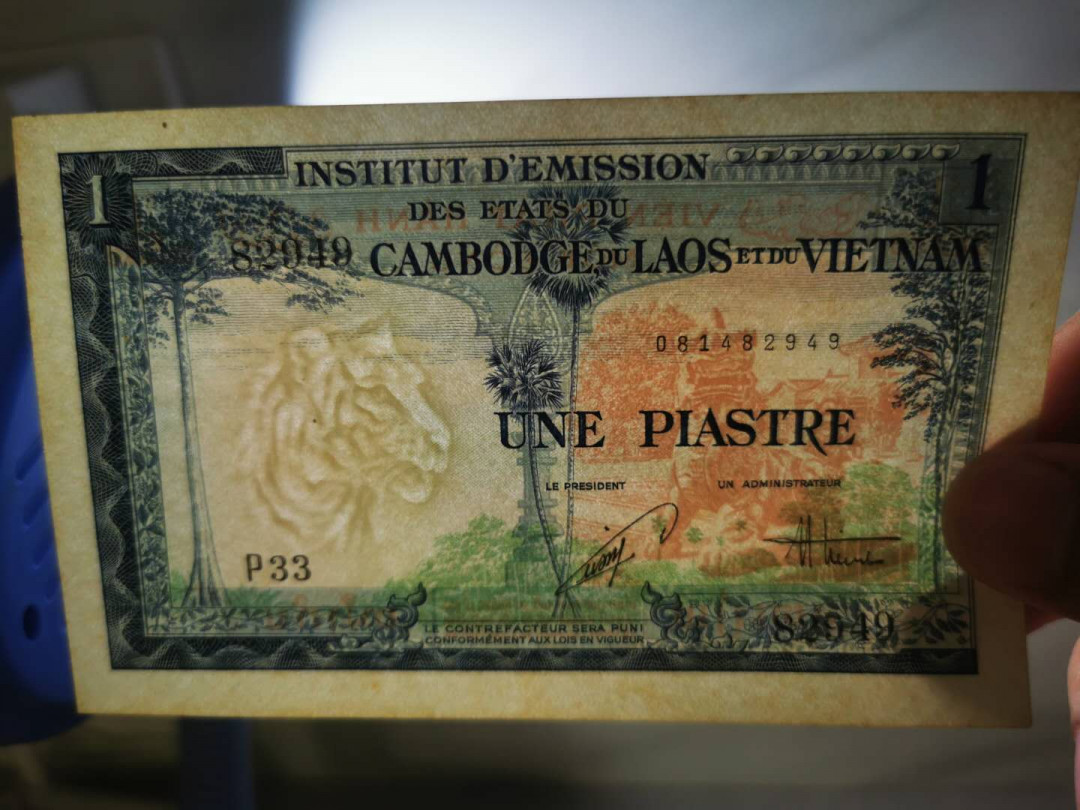 1
INSTITUT D'EMISSION
1
DES ETATS DU
82949
CAMBODGE DU LAOS ET DU VIETNAM
081482949
UNE PIASTRE
LE PRESIDENT
UN ADMINISTRATEUR
P33
LE CONTREFACTEUR SERA PUNI
CONFORMÉMENT AUX LOIS EN VIGUEUR
82949